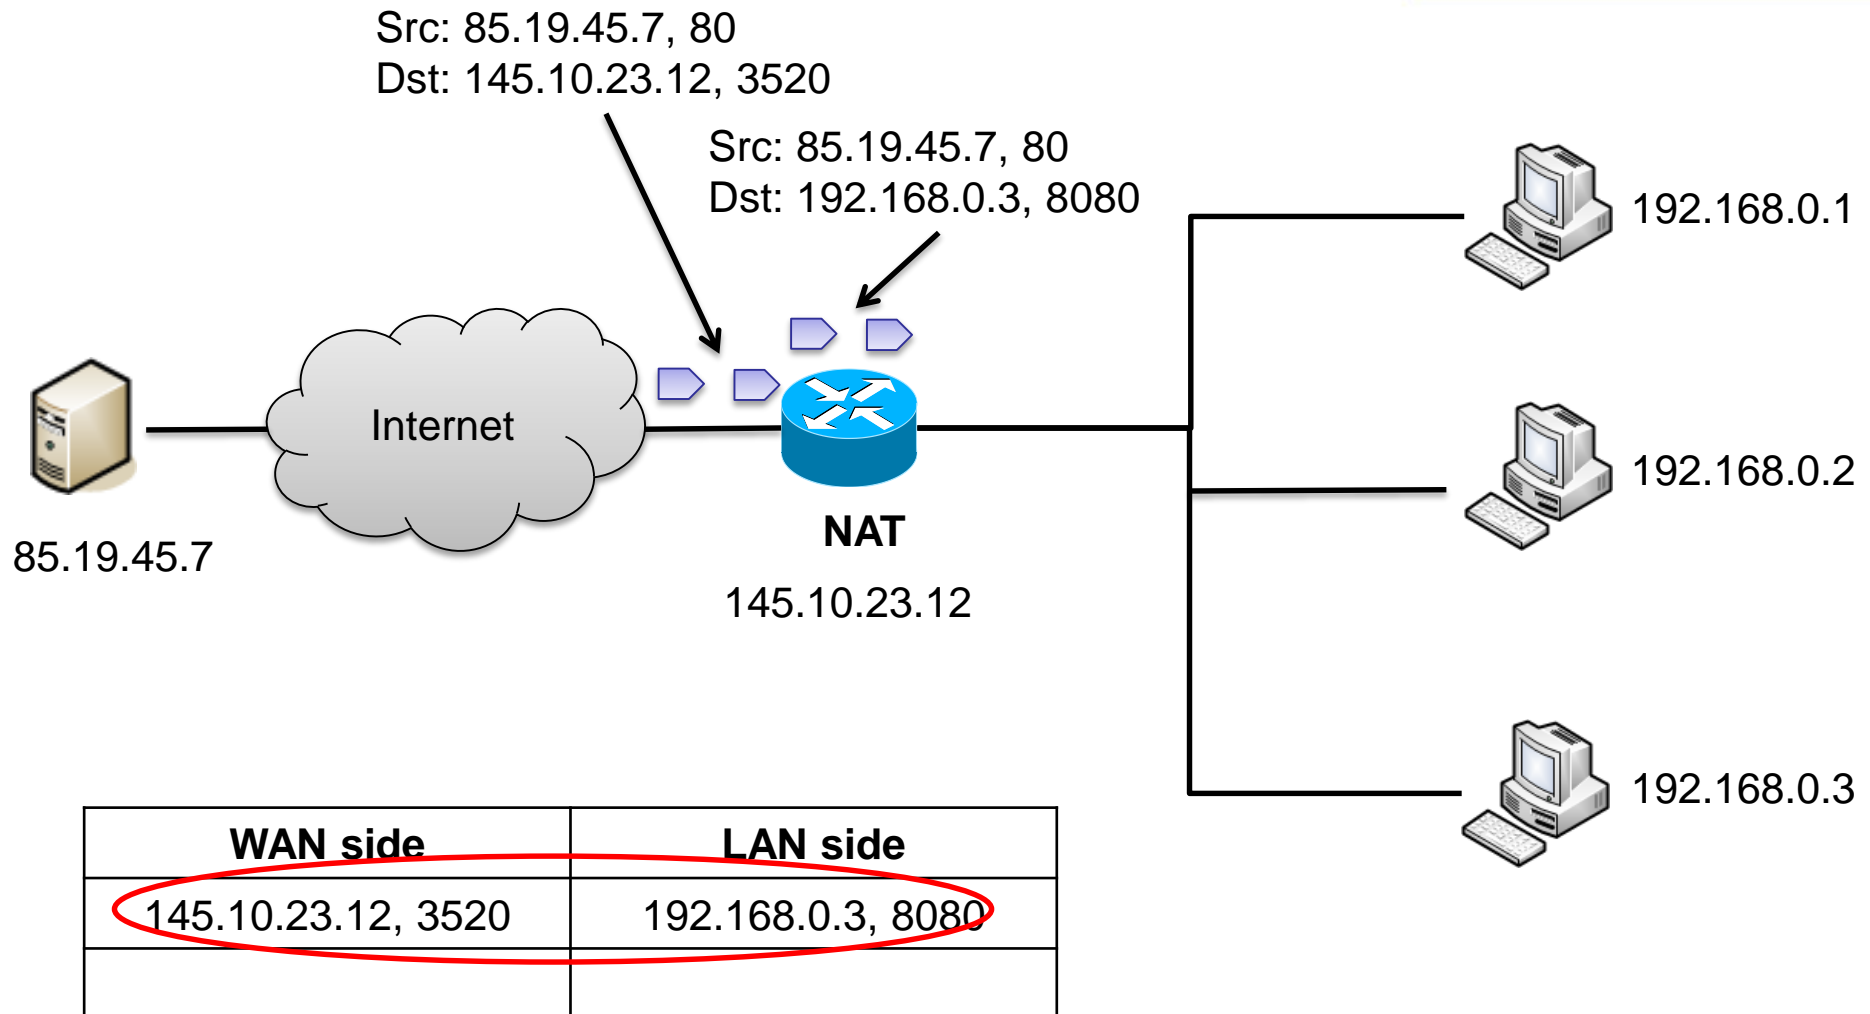 Src: 85.19.45.7, 80
Dst: 145.10.23.12, 3520
Src: 85.19.45.7, 80
Dst: 192.168.0.3, 8080
192.168.0.1
Internet
192.168.0.2
NAT
85.19.45.7
145.10.23.12
192.168.0.3
WAN side LAN side
145.10.23.12, 3520 192.168.0.3, 8080